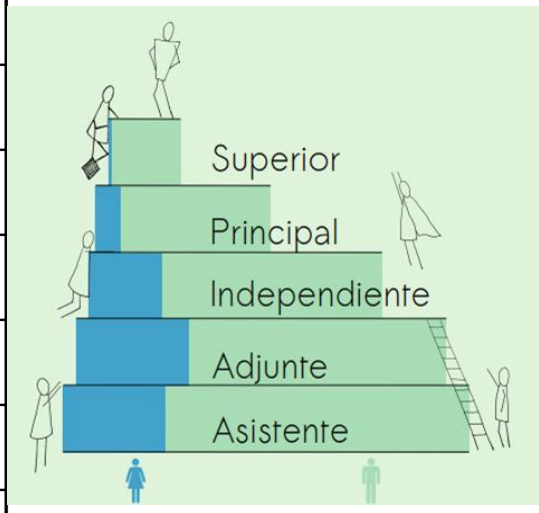 Superior
Principal
Independiente
Adjunte
Asistente